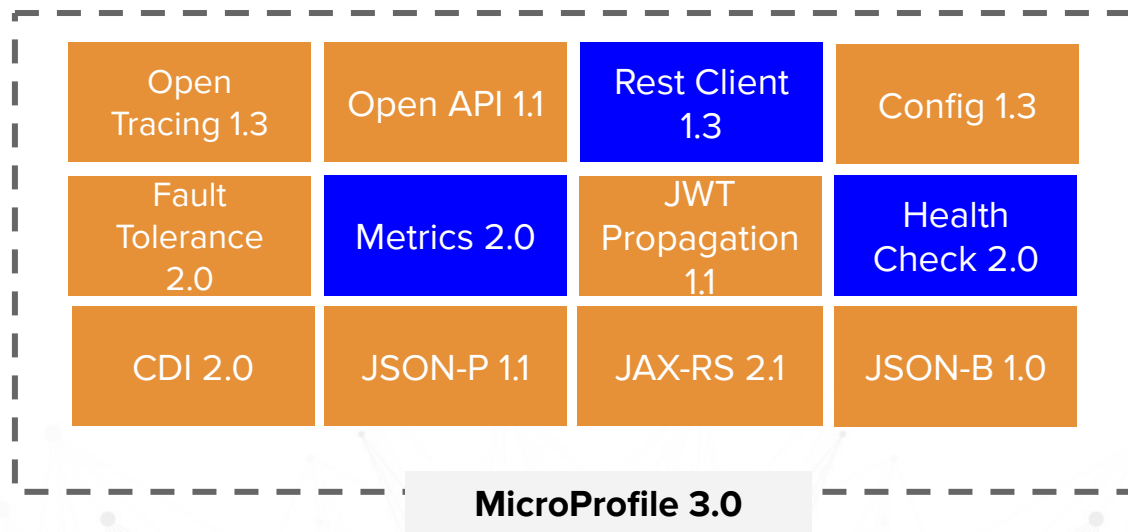 Open
Tracing 1.3
Open API 1.1
Rest Client
1.3
Config 1.3
Fault
Tolerance
2.0
Metrics 2.0
JWT
Propagation
1.1
Health
Check 2.0
CDI 2.0
JSON-P 1.1
JAX-RS 2.1
JSON-B 1.0
MicroProfile 3.0